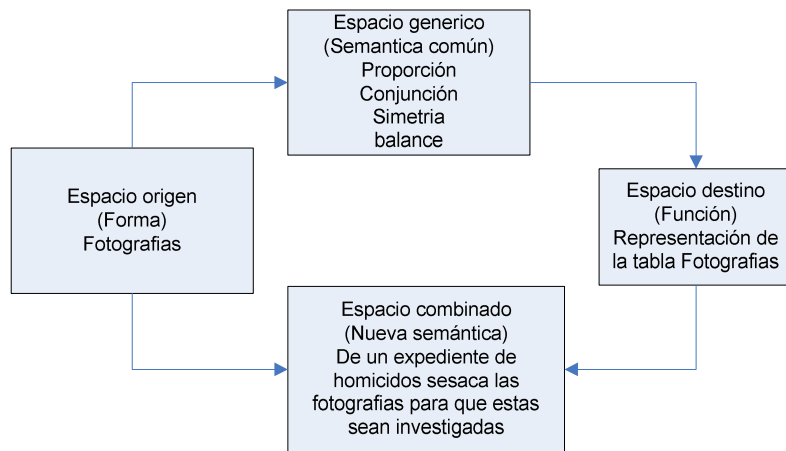 Espacio generico
(Semantica común)
Proporción
Conjunción
Simetria
balance
Espacio origen
(Forma)
Fotografias
Espacio destino
(Función)
Representación de
la tabla Fotografias
Espacio combinado
(Nueva semántica)
De un expediente de
homicidos sesaca las
fotografias para que estas
sean investigadas